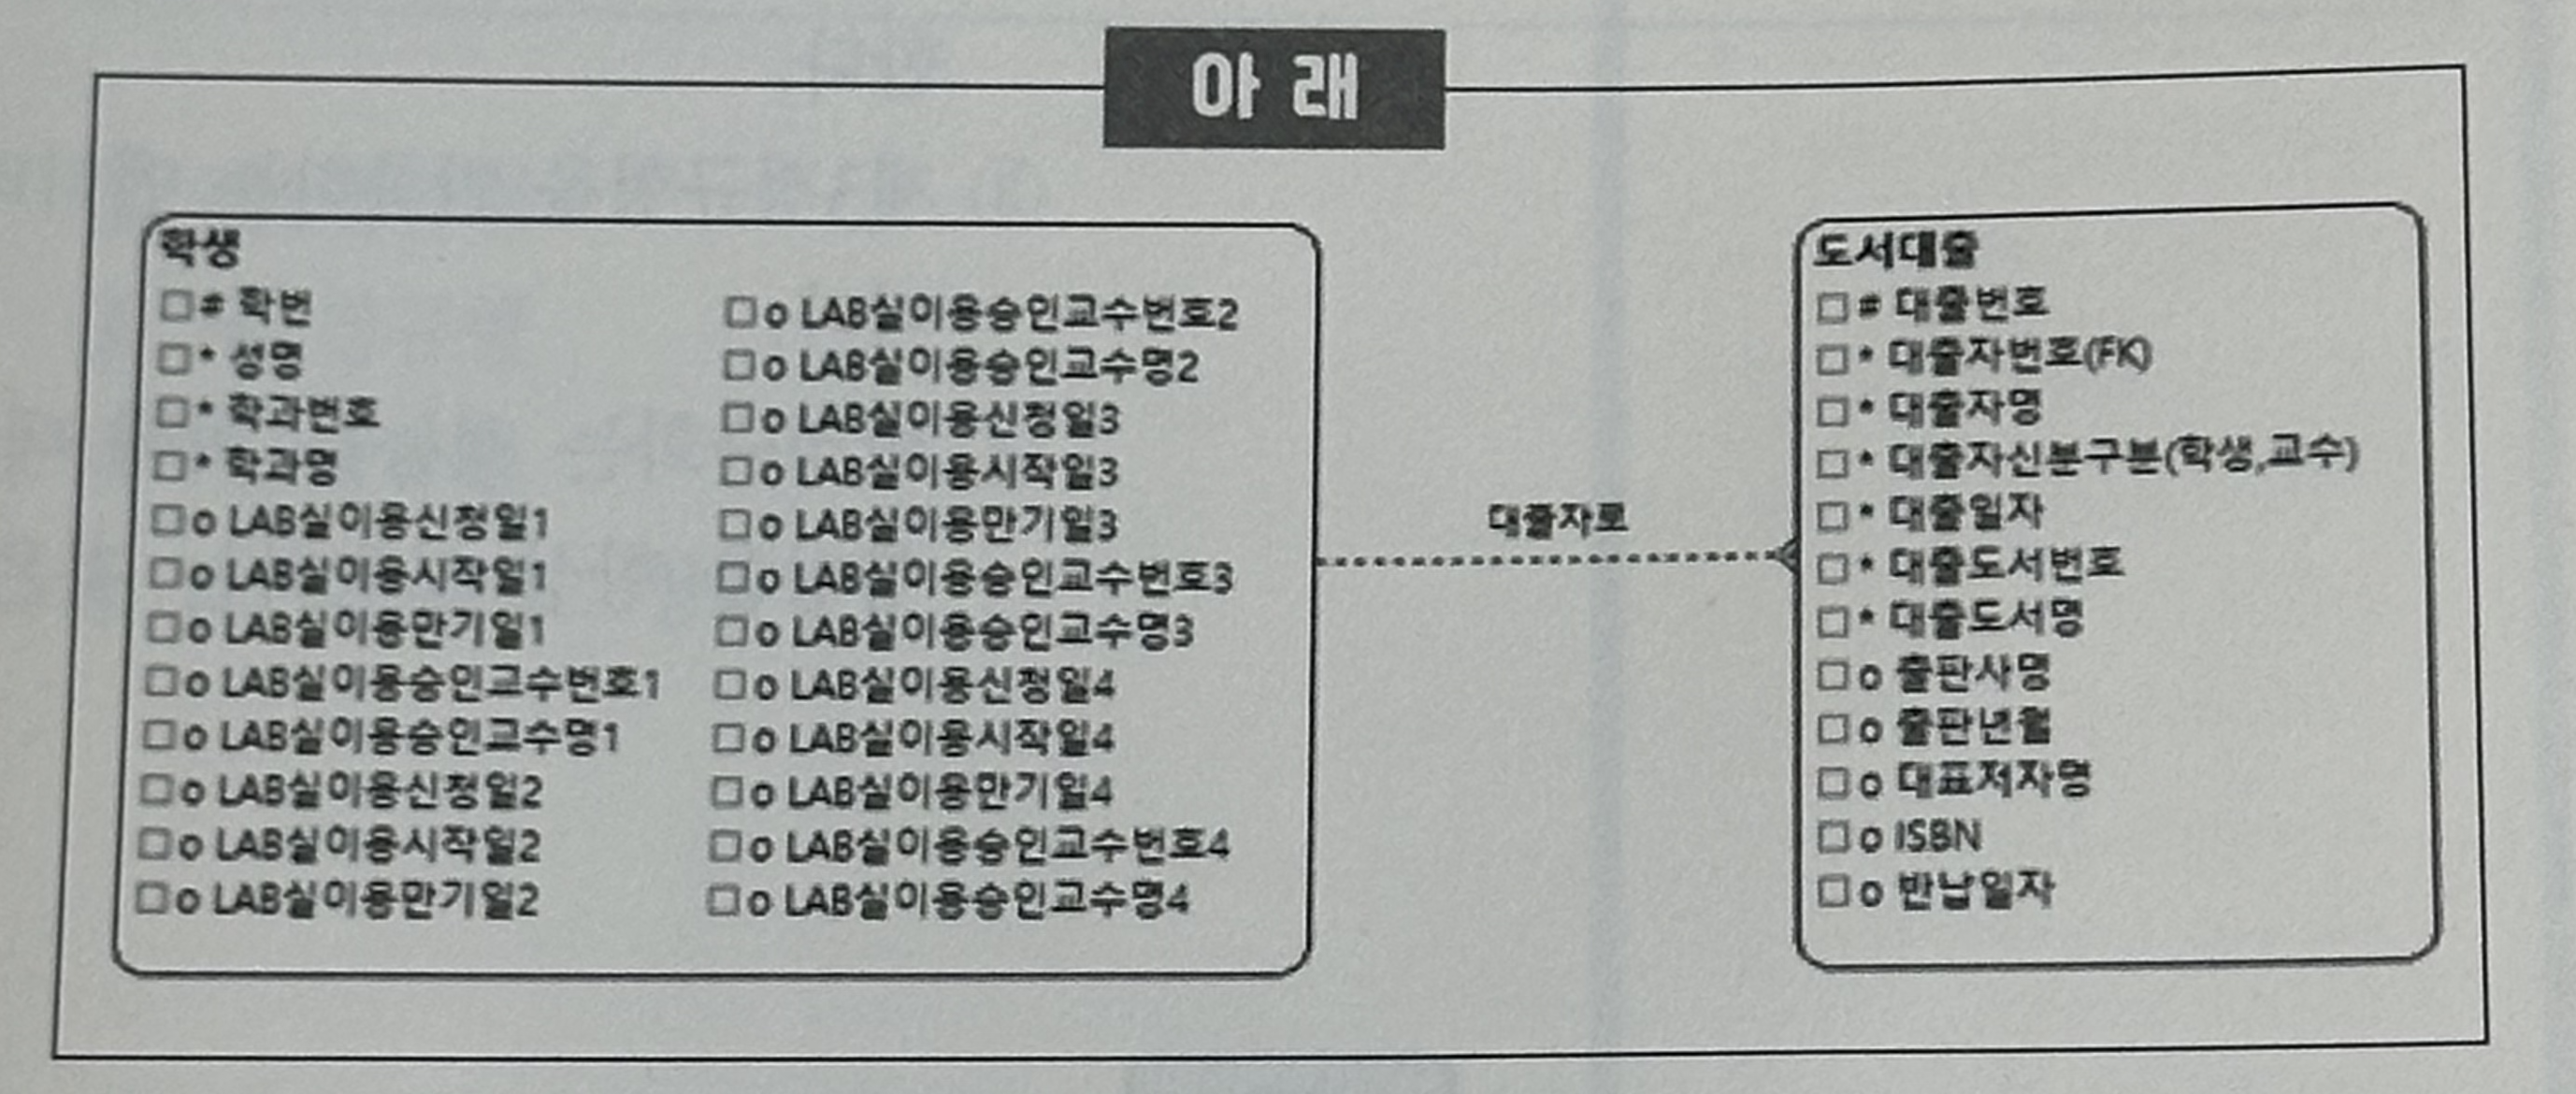 아 래
학생
□# 학번
□* 성명
□* 학과번호
□* 학과명
□o LAB실이용신청일1
□o LAB실이용시작일1
□o LAB실이용만기일1
□o LAB실이용승인교수번호1
□o LAB실이용승인교수명1
□o LAB실이용신청일2
□o LAB실이용시작일2
□o LAB실이용만기일2
□o LAB실이용승인교수번호2
□o LAB실이용승인교수명2
□o LAB실이용신청일3
□o LAB실이용시작일3
□o LAB실이용만기일3
□o LAB실이용승인교수번호3
□o LAB실이용승인교수명3
□o LAB실이용신청일4
□o LAB실이용시작일4
□o LAB실이용만기일4
□o LAB실이용승인교수번호4
□o LAB실이용승인교수명4
대출자로
도서대출
□# 대출번호
□* 대출자번호(FK)
□* 대출자명
□* 대출자신분구분(학생,교수)
□* 대출일자
□* 대출도서번호
□* 대출도서명
□o 출판사명
□o 출판년월
□o 대표저자명
□o ISBN
□o 반납일자